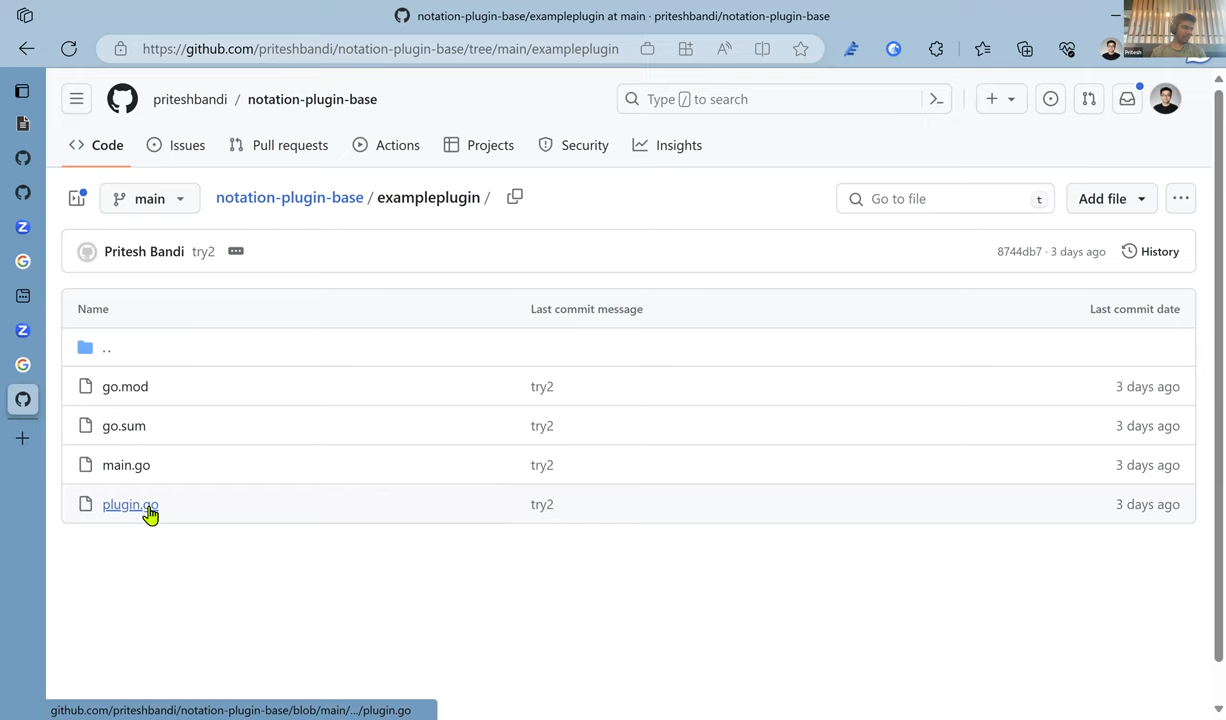 notation-plugin-base/exampleplugin at main · priteshbandi/notation-plugin-base
https://github.com/priteshbandi/notation-plugin-base/tree/main/exampleplugin
Pritesh
priteshbandi / notation-plugin-base
Type / to search
<> Code
Issues
Pull requests
Actions
Projects
Security
Insights
main
notation-plugin-base / exampleplugin /
Go to file
t
Add file
Pritesh Bandi try2
8744db7 · 3 days ago
History
Name
Last commit message
Last commit date
..
go.mod
try2
3 days ago
go.sum
try2
3 days ago
main.go
try2
3 days ago
plugin.go
try2
3 days ago
github.com/priteshbandi/notation-plugin-base/blob/main/.../plugin.go